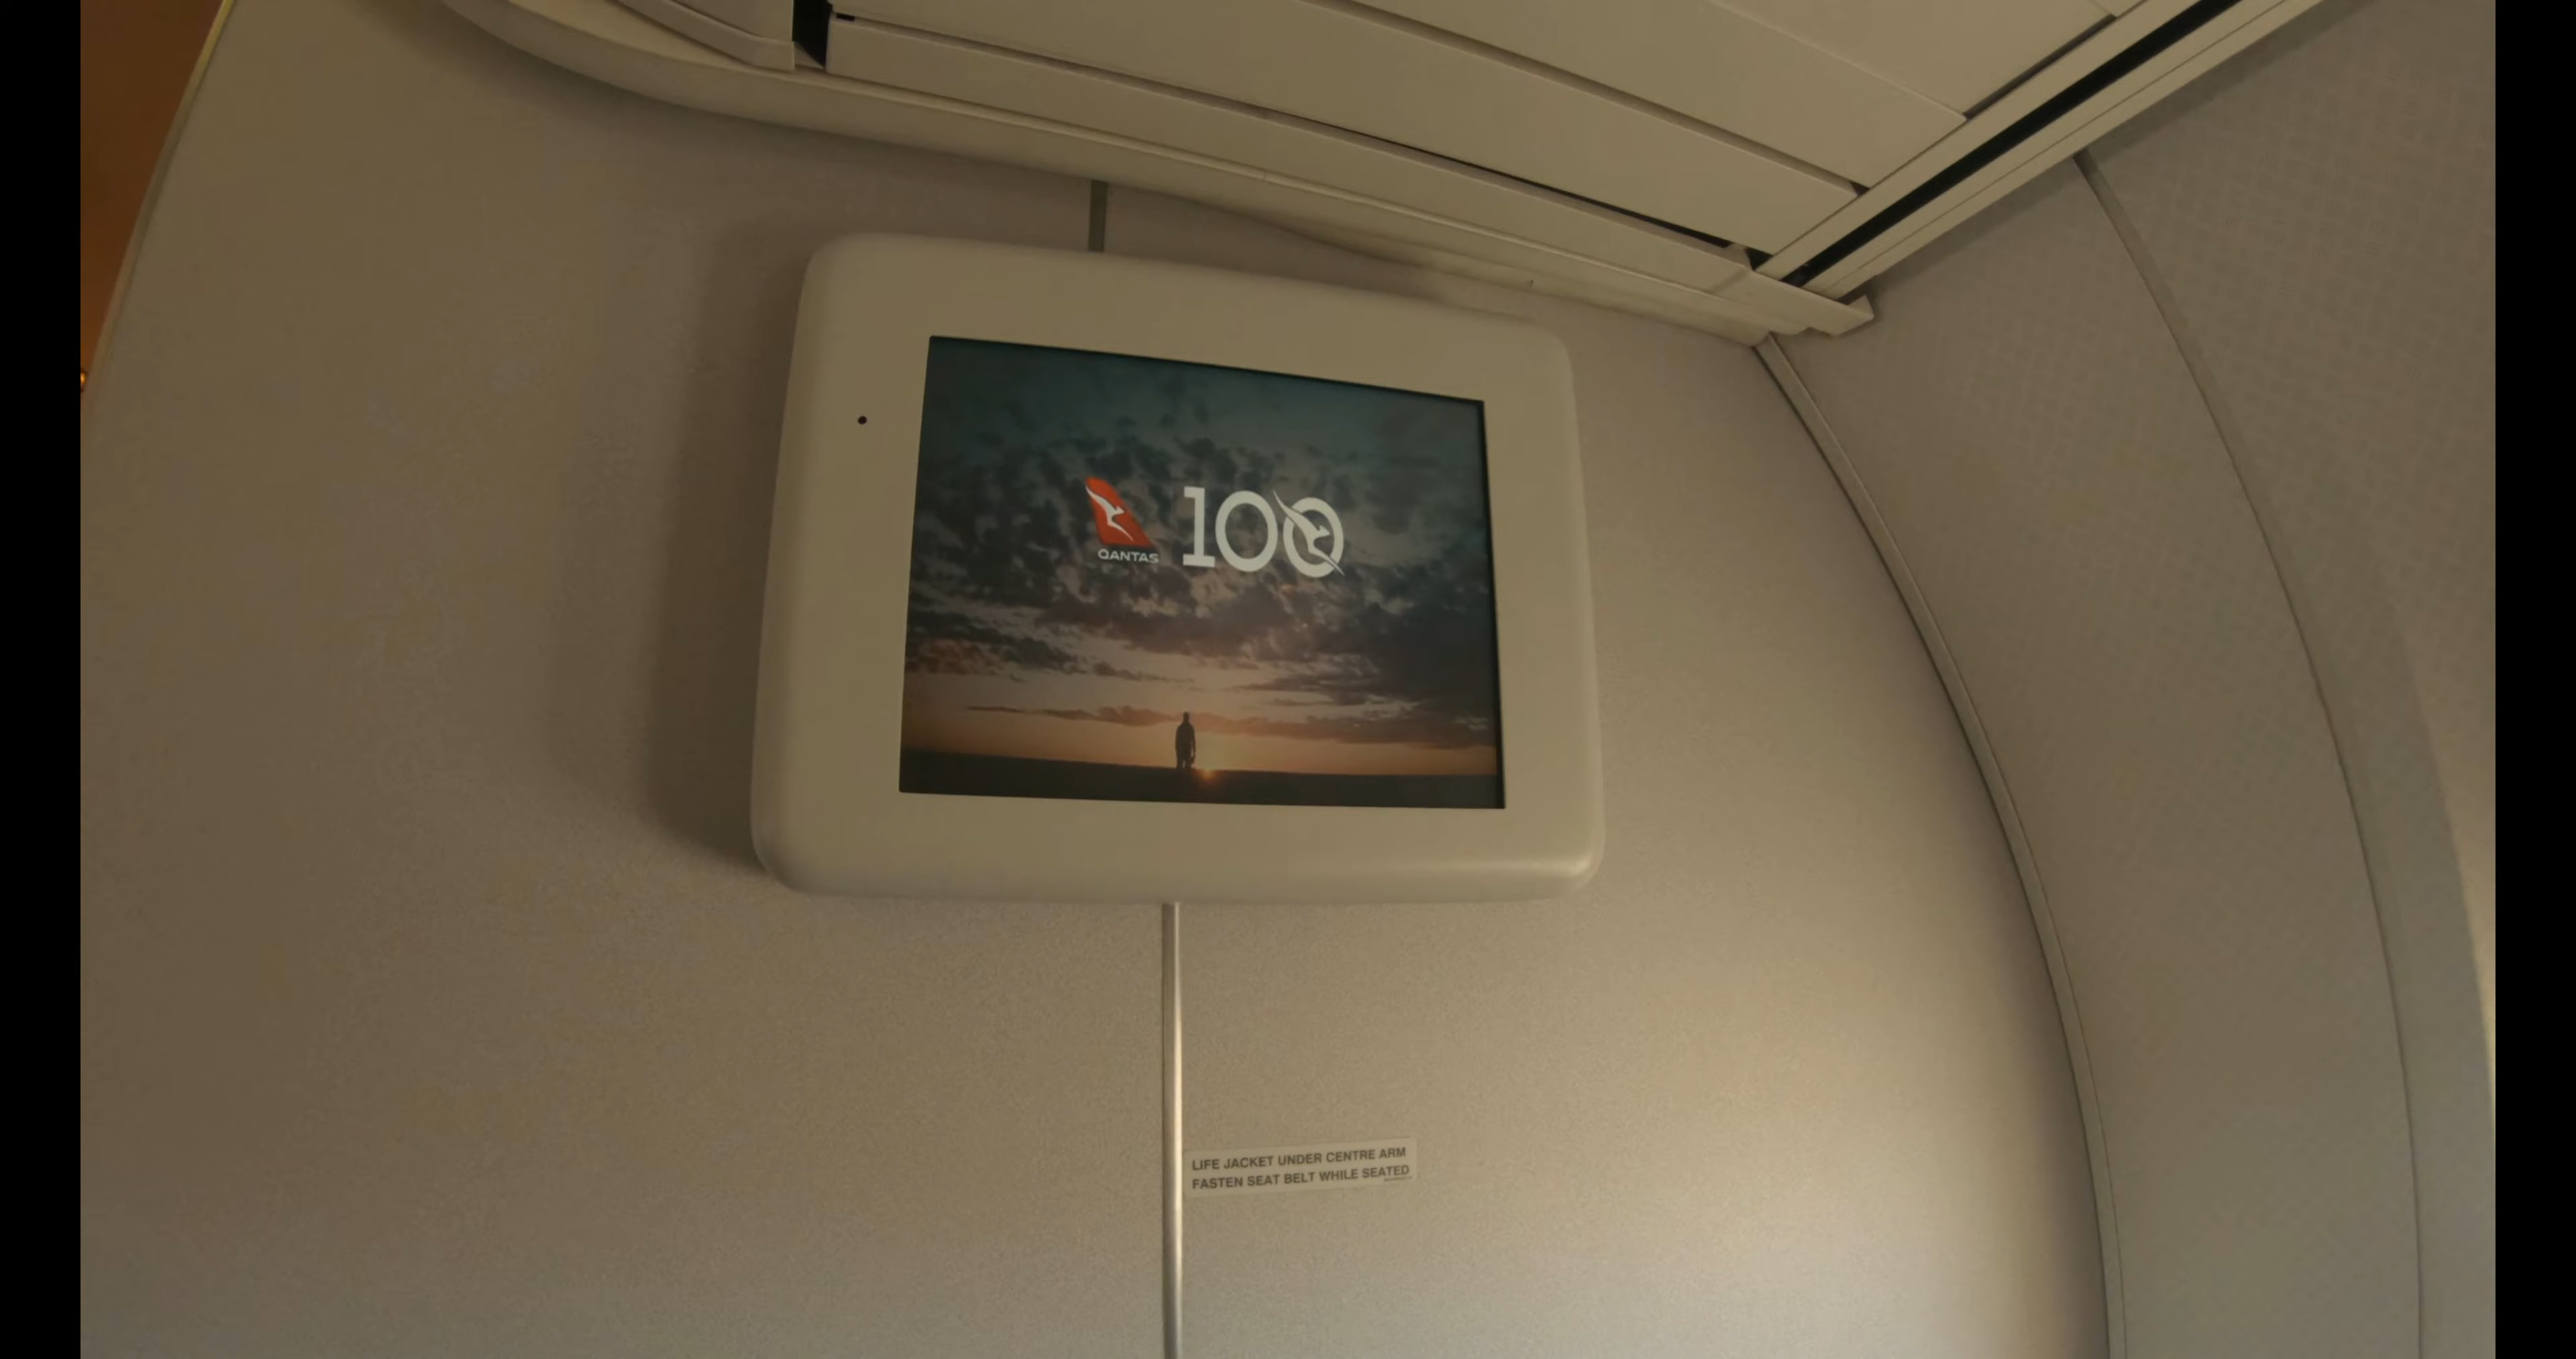 QANTAS
100
LIFE JACKET UNDER CENTRE ARM
FASTEN SEAT BELT WHILE SEATED